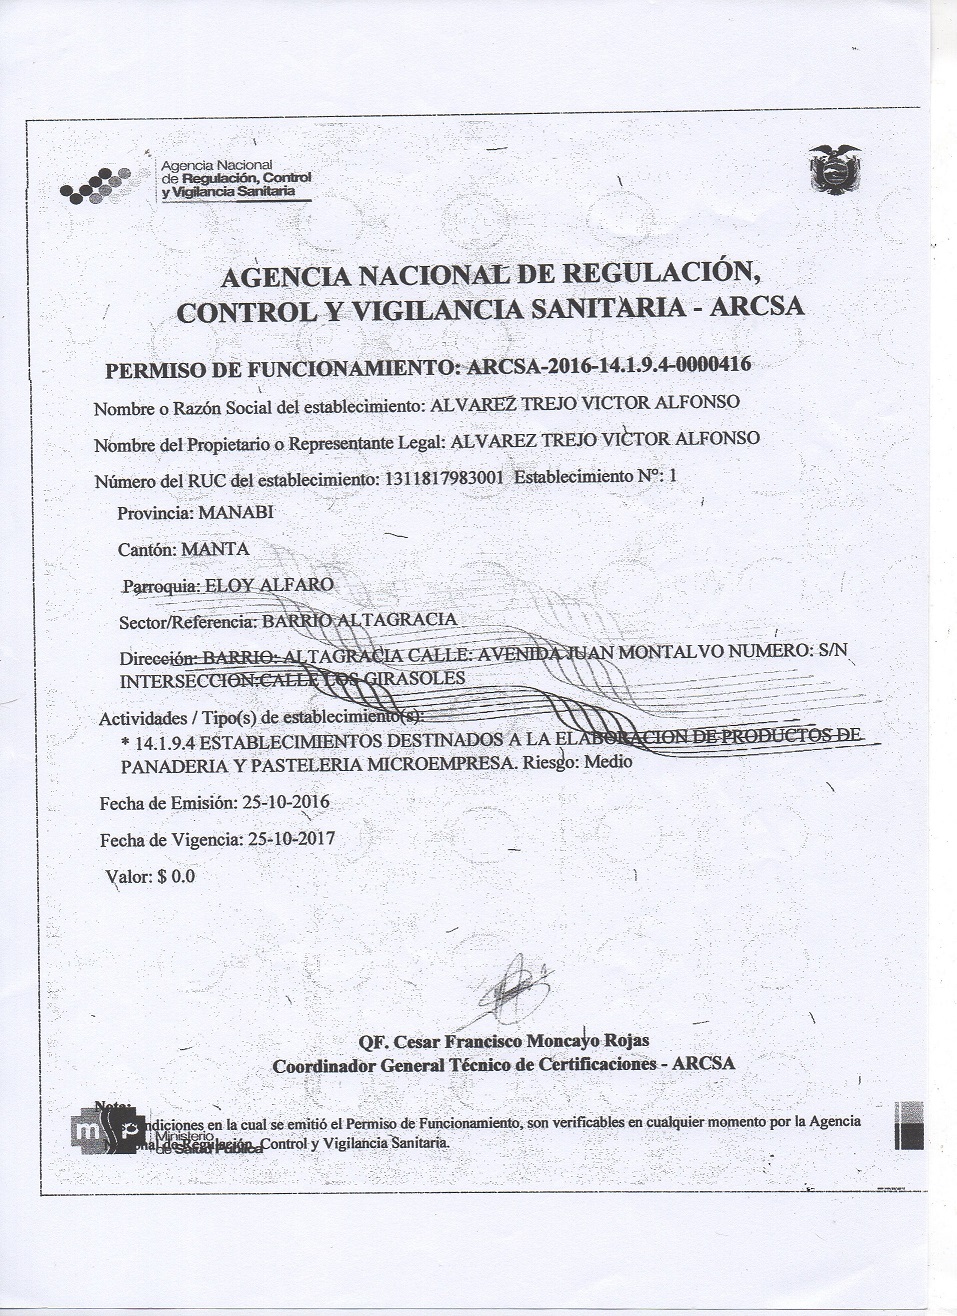 Agencia Nacional
de Regulación, Control
y Vigilancia Sanitaria
AGENCIA NACIONAL DE REGULACIÓN,
CONTROL Y VIGILANCIA SANITARIA - ARCSA
PERMISO DE FUNCIONAMIENTO: ARCSA-2016-14.1.9.4-0000416
Nombre o Razón Social del establecimiento: ALVAREZ TREJO VICTOR ALFONSO
Nombre del Propietario o Representante Legal: ALVAREZ TREJO VICTOR ALFONSO
Número del RUC del establecimiento: 1311817983001 Establecimiento N°: 1
Provincia: MANABI
Cantón: MANTA
Parroquia: ELOY ALFARO
Sector/Referencia: BARRIO ALTAGRACIA
Dirección: BARRIO: ALTAGRACIA CALLE: AVENIDA JUAN MONTALVO NUMERO: S/N
INTERSECCION:CALLE LOS GIRASOLES
Actividades / Tipo(s) de establecimiento(s):
* 14.1.9.4 ESTABLECIMIENTOS DESTINADOS A LA ELABORACION DE PRODUCTOS DE
PANADERIA Y PASTELERIA MICROEMPRESA. Riesgo: Medio
Fecha de Emisión: 25-10-2016
Fecha de Vigencia: 25-10-2017
Valor: $ 0.0
QF. Cesar Francisco Moncayo Rojas
Coordinador General Técnico de Certificaciones - ARCSA
Nota:
ndiciones en la cual se emitió el Permiso de Funcionamiento, son verificables en cualquier momento por la Agencia
nal de Regulación, Control y Vigilancia Sanitaria.
msp Ministerio
de Salud Pública